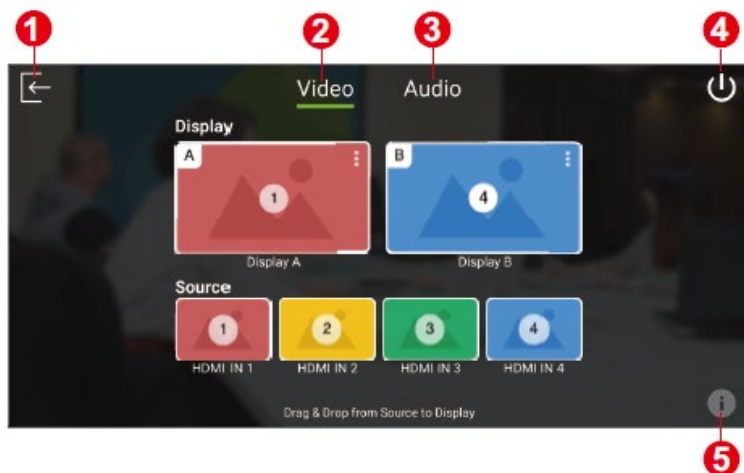 1
2
3
4
Video
Audio
Display
A
1
B
4
Display A
Display B
Source
1
2
3
4
HDMI IN 1
HDMI IN 2
HDMI IN 3
HDMI IN 4
Drag & Drop from Source to Display
i
5